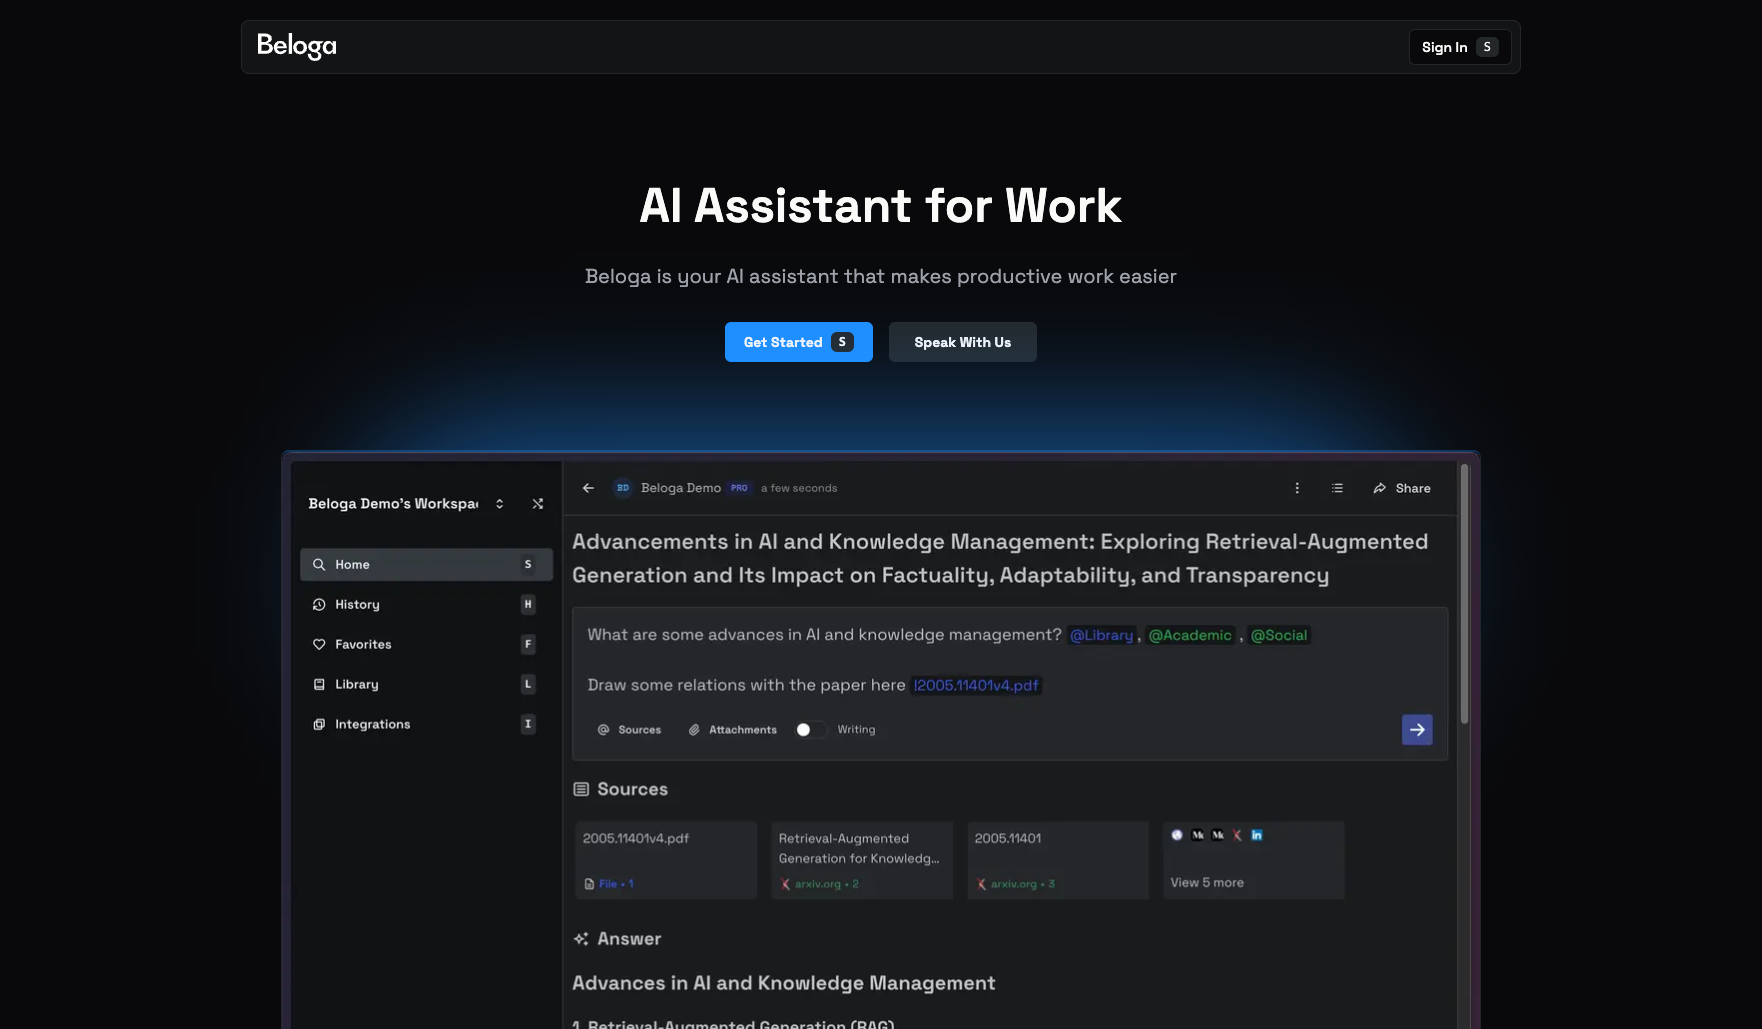 Beloga
Sign In S
AI Assistant for Work
Beloga is your AI assistant that makes productive work easier
Get Started S
Speak With Us
Beloga Demo's Workspa
Home S
History H
Favorites F
Library L
Integrations I
BD Beloga Demo PRO a few seconds
Share
Advancements in AI and Knowledge Management: Exploring Retrieval-Augmented
Generation and Its Impact on Factuality, Adaptability, and Transparency
What are some advances in AI and knowledge management? @Library , @Academic , @Social
Draw some relations with the paper here |2005.11401v4.pdf
Sources Attachments Writing
Sources
2005.11401v4.pdf
File • 1
Retrieval-Augmented
Generation for Knowledg...
arxiv.org • 2
2005.11401
arxiv.org • 3
in
View 5 more
Answer
Advances in AI and Knowledge Management
1. Retrieval-Augmented Generation (RAG)